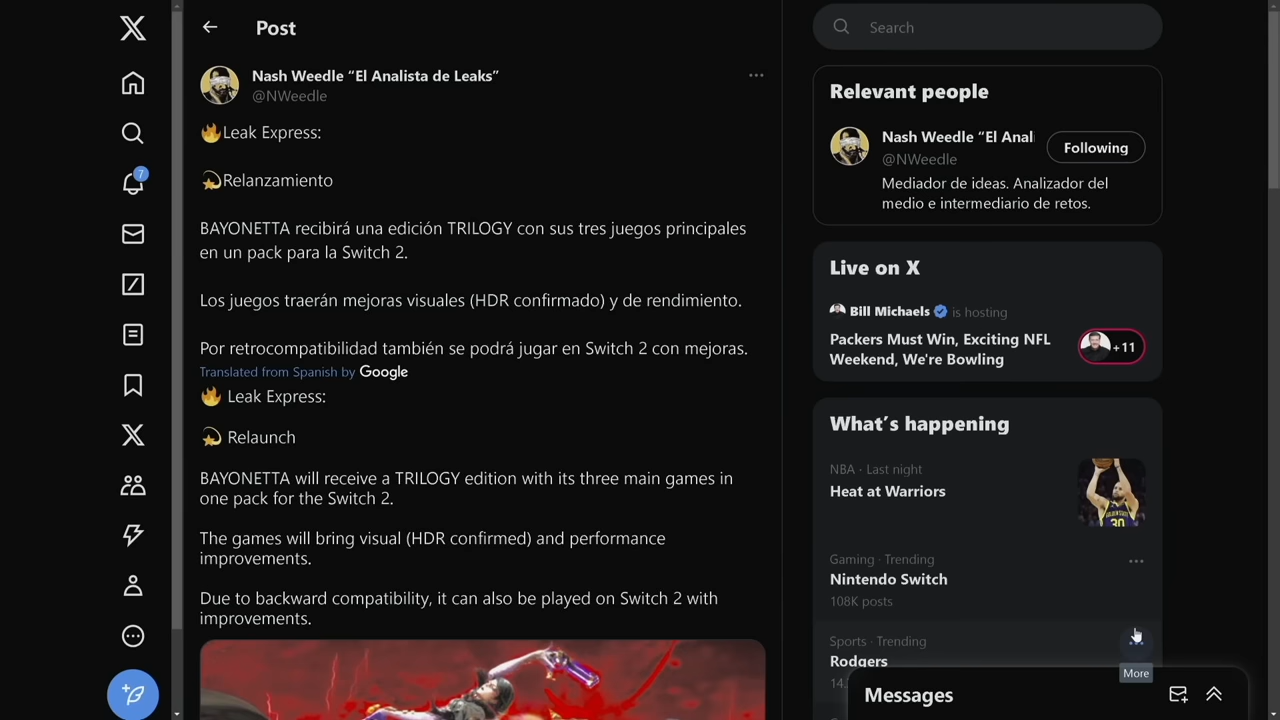 Post
Nash Weedle “El Analista de Leaks”
@NWeedle
🔥Leak Express:
💫Relanzamiento
BAYONETTA recibirá una edición TRILOGY con sus tres juegos principales
en un pack para la Switch 2.
Los juegos traerán mejoras visuales (HDR confirmado) y de rendimiento.
Por retrocompatibilidad también se podrá jugar en Switch 2 con mejoras.
Translated from Spanish by Google
🔥 Leak Express:
💫 Relaunch
BAYONETTA will receive a TRILOGY edition with its three main games in
one pack for the Switch 2.
The games will bring visual (HDR confirmed) and performance
improvements.
Due to backward compatibility, it can also be played on Switch 2 with
improvements.
7
Search
Relevant people
Nash Weedle “El Anal
@NWeedle
Following
Mediador de ideas. Analizador del
medio e intermediario de retos.
Live on X
Bill Michaels is hosting
Packers Must Win, Exciting NFL
Weekend, We're Bowling
+11
What’s happening
NBA · Last night
Heat at Warriors
30
Gaming · Trending
Nintendo Switch
108K posts
Sports · Trending
Rodgers
More
Messages